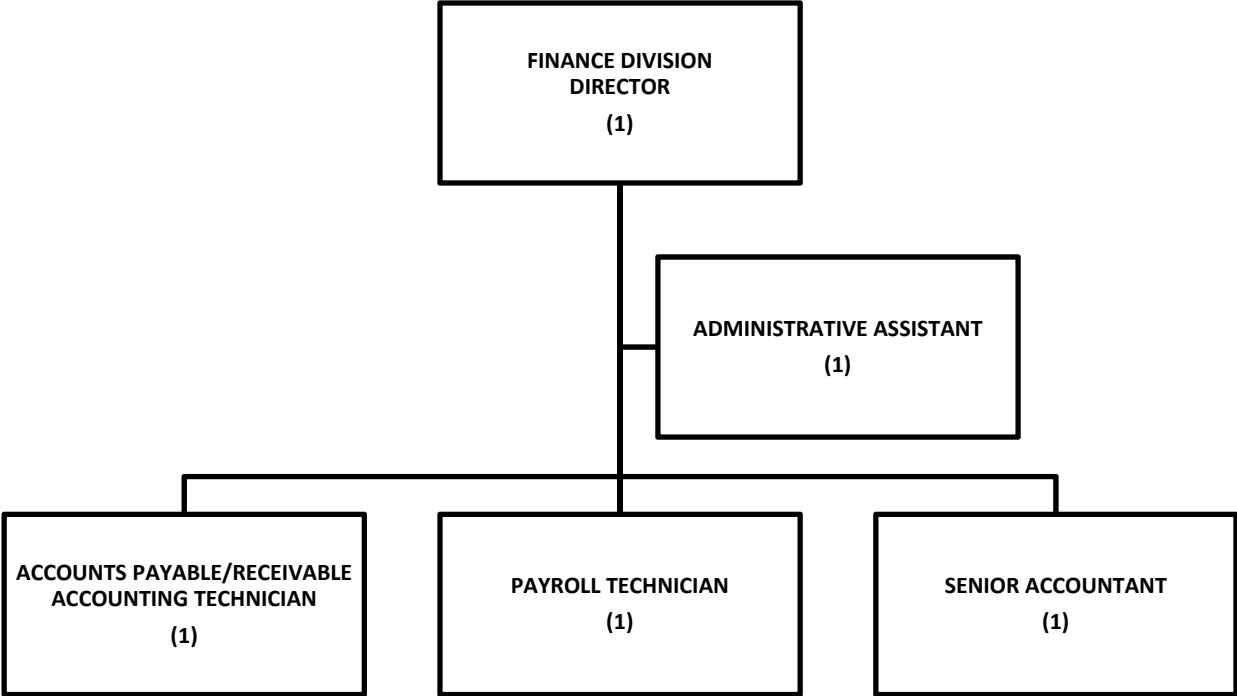 FINANCE DIVISION
DIRECTOR
(1)
ADMINISTRATIVE ASSISTANT
(1)
ACCOUNTS PAYABLE/RECEIVABLE
ACCOUNTING TECHNICIAN
(1)
PAYROLL TECHNICIAN
(1)
SENIOR ACCOUNTANT
(1)